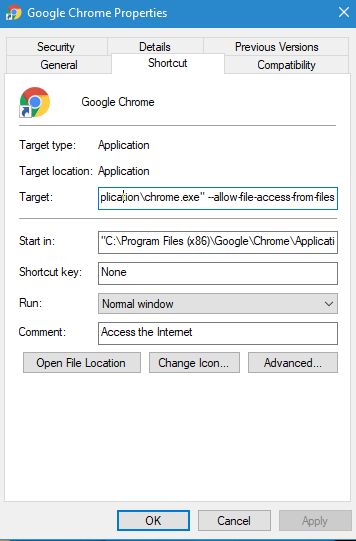 Google Chrome Properties
Security Details Previous Versions
General Shortcut Compatibility
Google Chrome
Target type: Application
Target location: Application
Target: plication\chrome.exe" --allow-file-access-from-files
Start in: "C:\Program Files (x86)\Google\Chrome\Applicati
Shortcut key: None
Run: Normal window
Comment: Access the Internet
Open File Location Change Icon... Advanced...
OK Cancel Apply